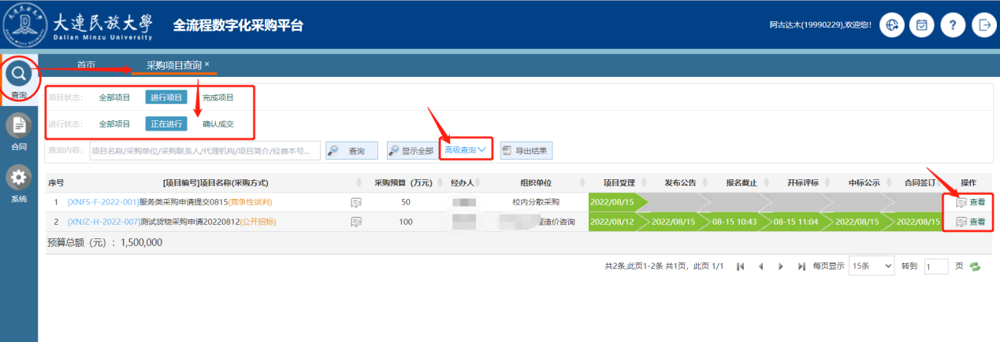 大連民族大學
Dalian Minzu University
全流程数字化采购平台
阿古达木(19990229),欢迎您!
首页 采购项目查询 ×
查询
合同
系统
项目状态: 全部项目 进行项目 完成项目
进行状态: 全部项目 正在进行 确认成交
查询内容: 项目名称/采购单位/采购联系人/代理机构/项目简介/经费本号... 查询 显示全部 高级查询 导出结果
序号 [项目编号]项目名称(采购方式) 采购预算（万元） 经办人 组织单位 项目受理 发布公告 报名截止 开标评标 中标公示 合同签订 操作
1 [XNFS-F-2022-001]服务类采购申请提交0815(竞争性谈判) 50 校内分散采购 2022/08/15 查看
2 [XNJZ-H-2022-007]测试货物采购申请20220812(公开招标) 100 造价咨询 2022/08/12 2022/08/15 08-15 10:43 08-15 11:04 2022/08/15 2022/08/15 查看
预算总额（元）: 1,500,000
共2条,此页1-2条 共1页, 此页 1/1 每页显示 15条 转到 1 页